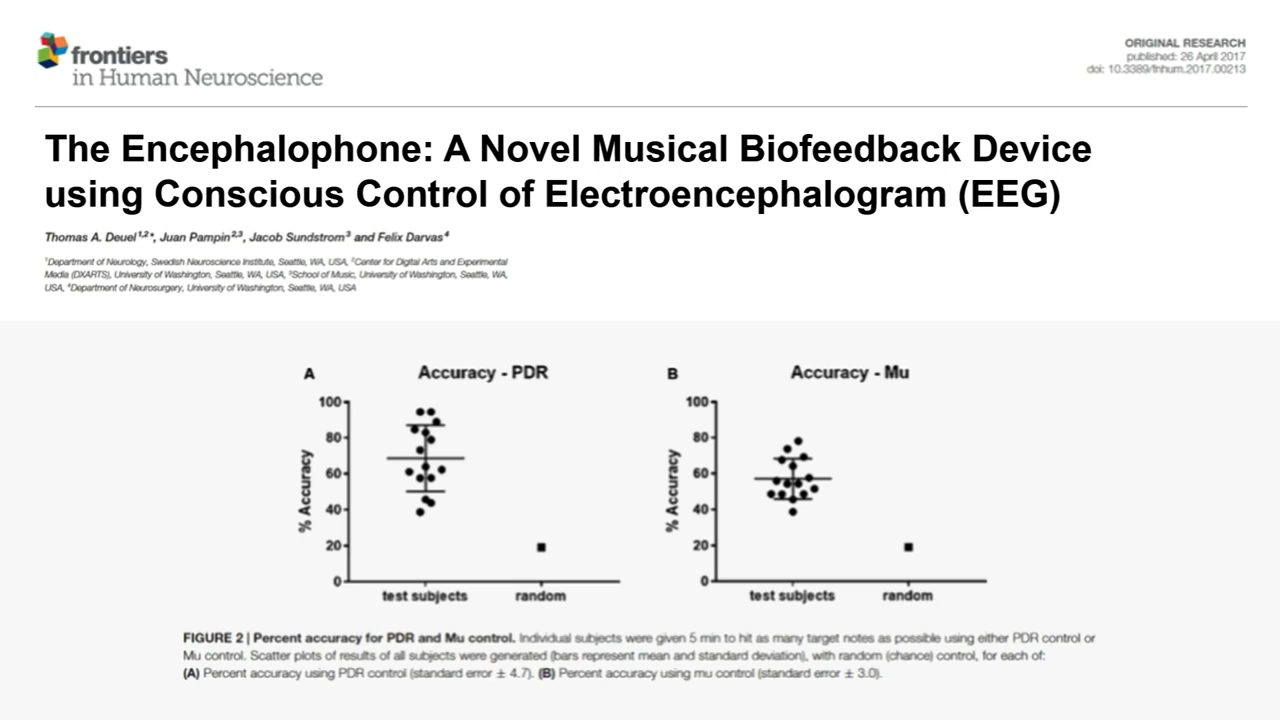 frontiers
in Human Neuroscience
ORIGINAL RESEARCH
published: 26 April 2017
doi: 10.3389/fnhum.2017.00213
The Encephalophone: A Novel Musical Biofeedback Device
using Conscious Control of Electroencephalogram (EEG)
Thomas A. Deuel 1,2*, Juan Pampin 2,3, Jacob Sundstrom 3 and Felix Darvas 4
1Department of Neurology, Swedish Neuroscience Institute, Seattle, WA, USA, 2Center for Digital Arts and Experimental
Media (DXARTS), University of Washington, Seattle, WA, USA, 3School of Music, University of Washington, Seattle, WA,
USA, 4Department of Neurosurgery, University of Washington, Seattle, WA, USA
A
Accuracy - PDR
% Accuracy
100
80
60
40
20
0
test subjects random
B
Accuracy - Mu
% Accuracy
100
80
60
40
20
0
test subjects random
FIGURE 2 | Percent accuracy for PDR and Mu control. Individual subjects were given 5 min to hit as many target notes as possible using either PDR control or
Mu control. Scatter plots of results of all subjects were generated (bars represent mean and standard deviation), with random (chance) control, for each of:
(A) Percent accuracy using PDR control (standard error ± 4.7). (B) Percent accuracy using mu control (standard error ± 3.0).